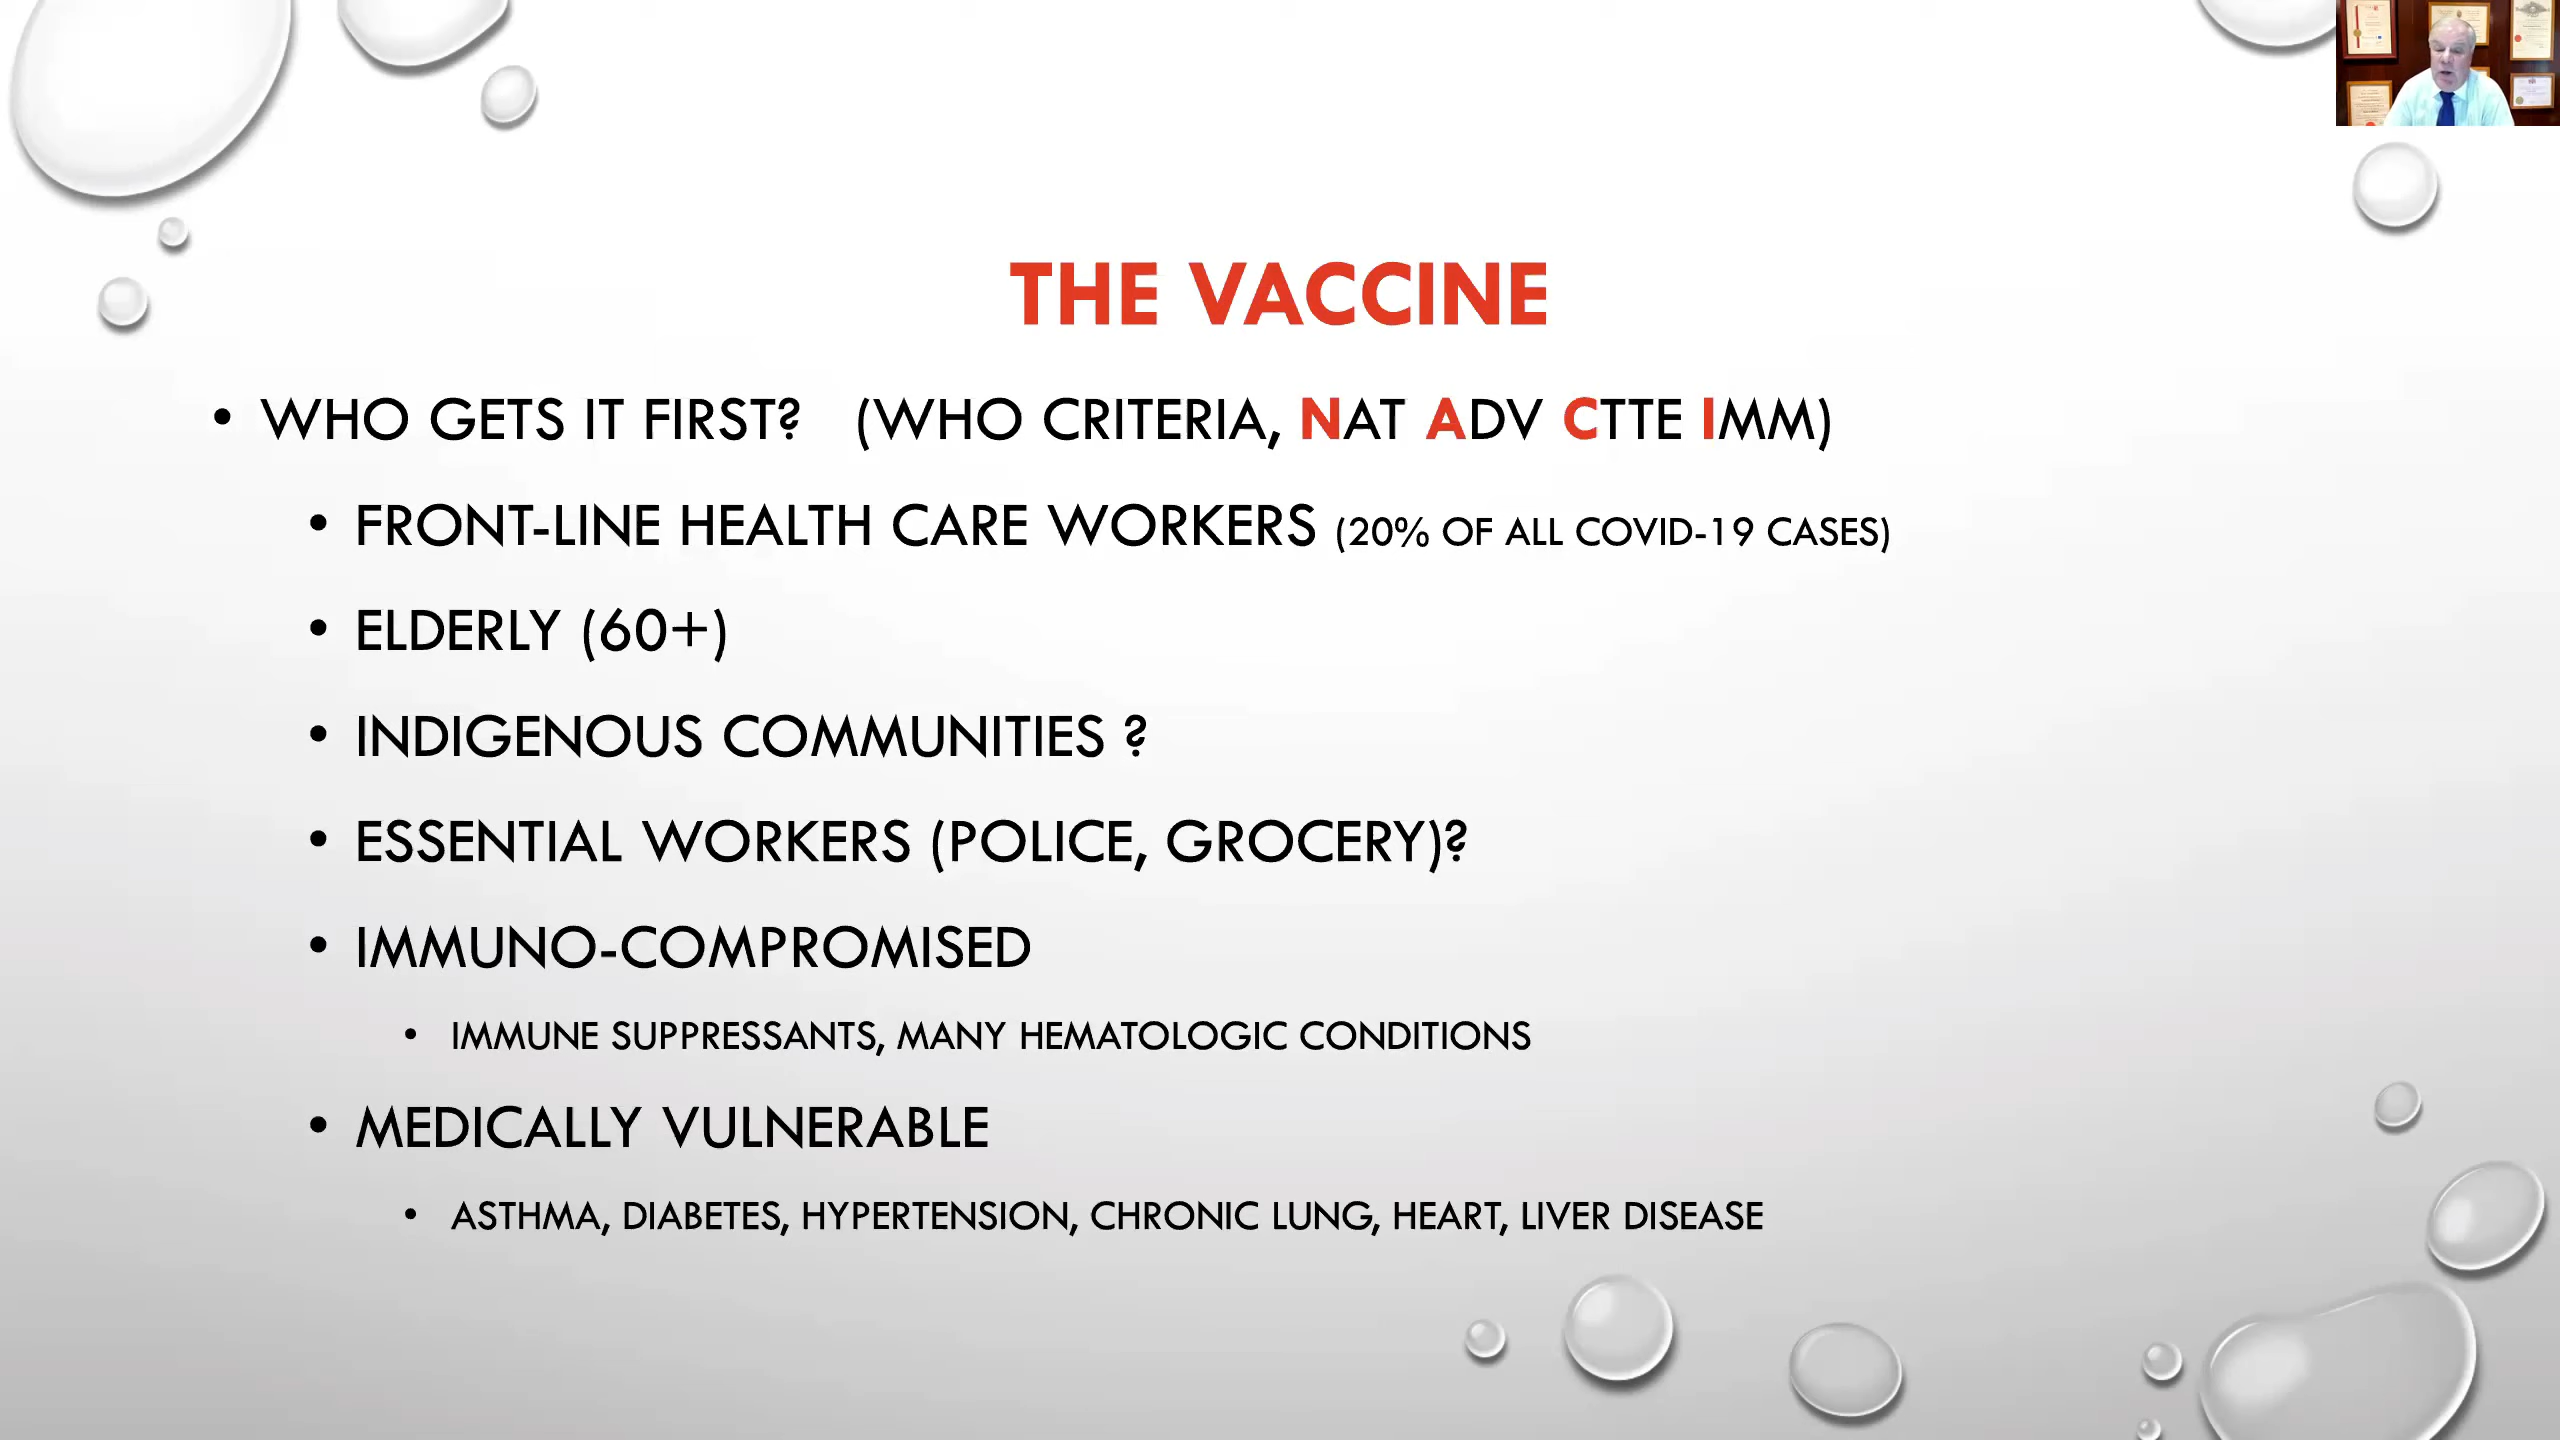 THE VACCINE
• WHO GETS IT FIRST? (WHO CRITERIA, NAT ADV CTTE IMM)
• FRONT-LINE HEALTH CARE WORKERS (20% OF ALL COVID-19 CASES)
• ELDERLY (60+)
• INDIGENOUS COMMUNITIES ?
• ESSENTIAL WORKERS (POLICE, GROCERY)?
• IMMUNO-COMPROMISED
• IMMUNE SUPPRESSANTS, MANY HEMATOLOGIC CONDITIONS
• MEDICALLY VULNERABLE
• ASTHMA, DIABETES, HYPERTENSION, CHRONIC LUNG, HEART, LIVER DISEASE